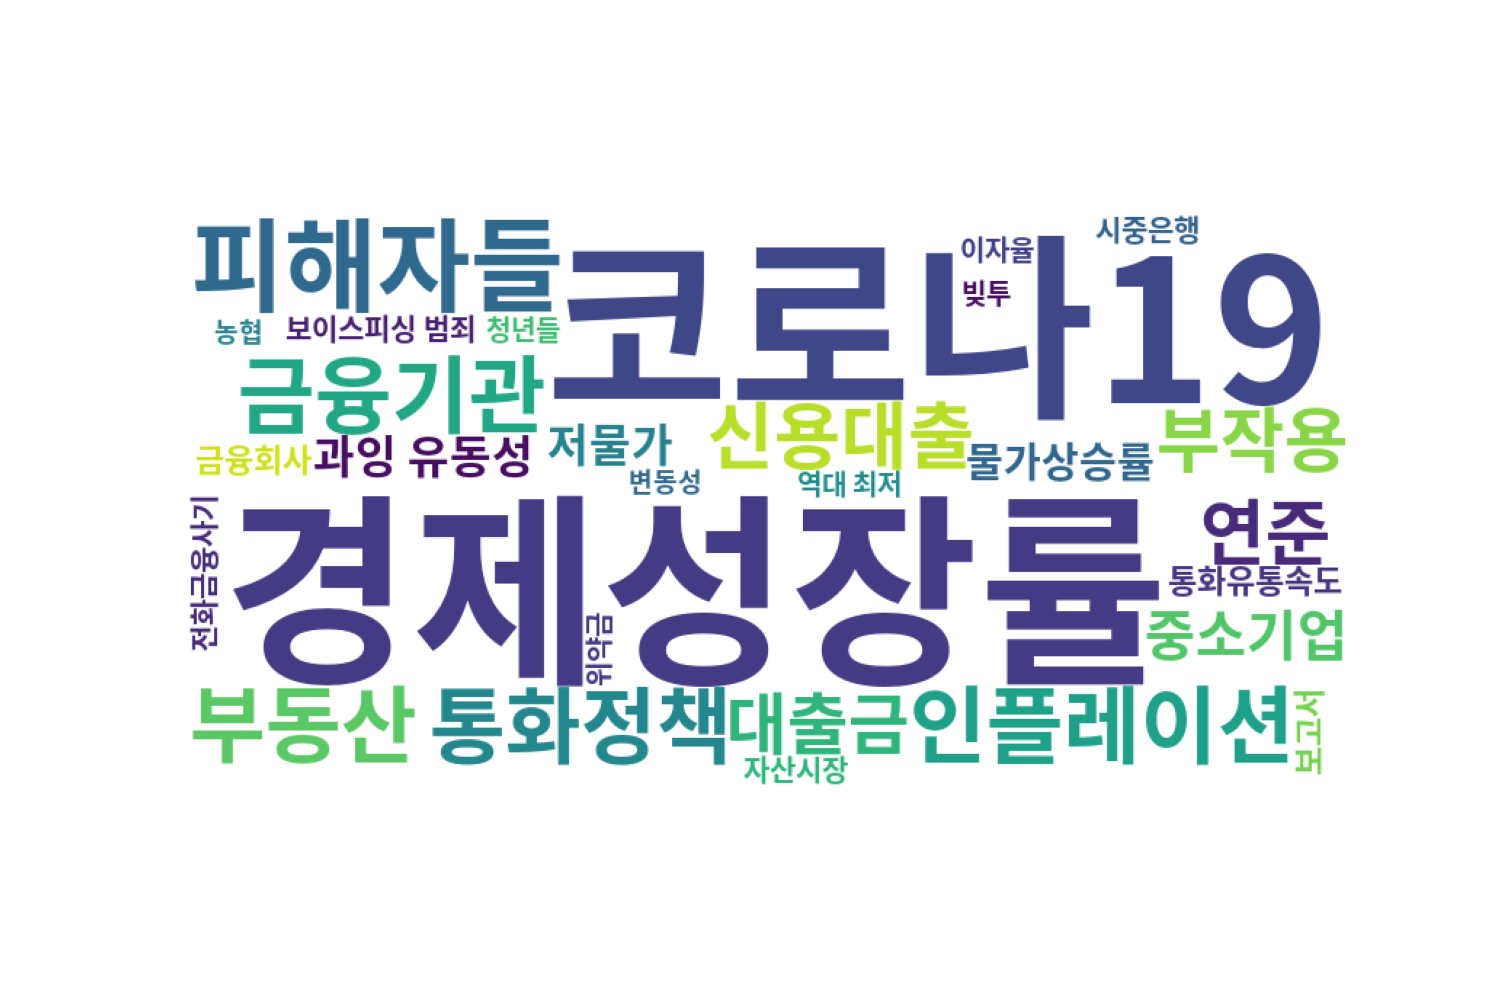 피해자들
코로나19
이자율
시중은행
빚투
농협
보이스피싱 범죄
청년들
금융기관
신용대출
부작용
금융회사
과잉 유동성
저물가
물가상승률
변동성
역대 최저
전화금융사기
경제성장률
연준
통화유통속도
위약금
중소기업
부동산
통화정책
대출금
인플레이션
보고서
자산시장